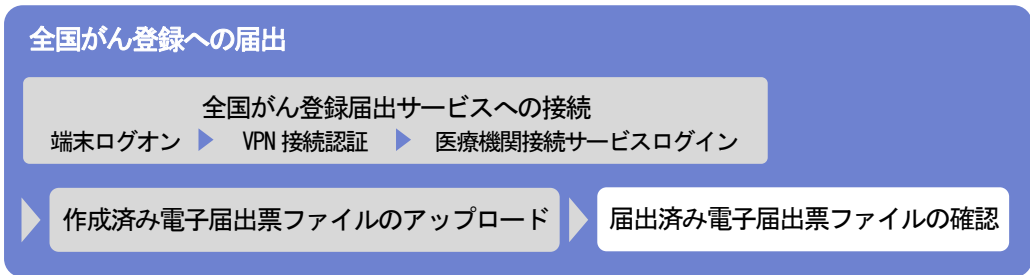 全国がん登録への届出
全国がん登録届出サービスへの接続
端末ログオン VPN 接続認証 医療機関接続サービスログイン
作成済み電子届出票ファイルのアップロード 届出済み電子届出票ファイルの確認